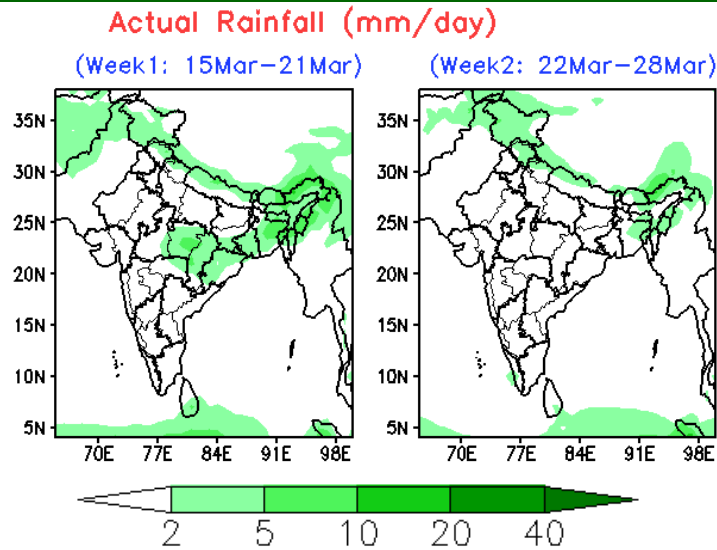 Actual Rainfall (mm/day)
(Week1: 15Mar-21Mar) (Week2: 22Mar-28Mar)
35N
30N
25N
20N
15N
10N
5N
70E 77E 84E 91E 98E
35N
30N
25N
20N
15N
10N
5N
70E 77E 84E 91E 98E
2 5 10 20 40